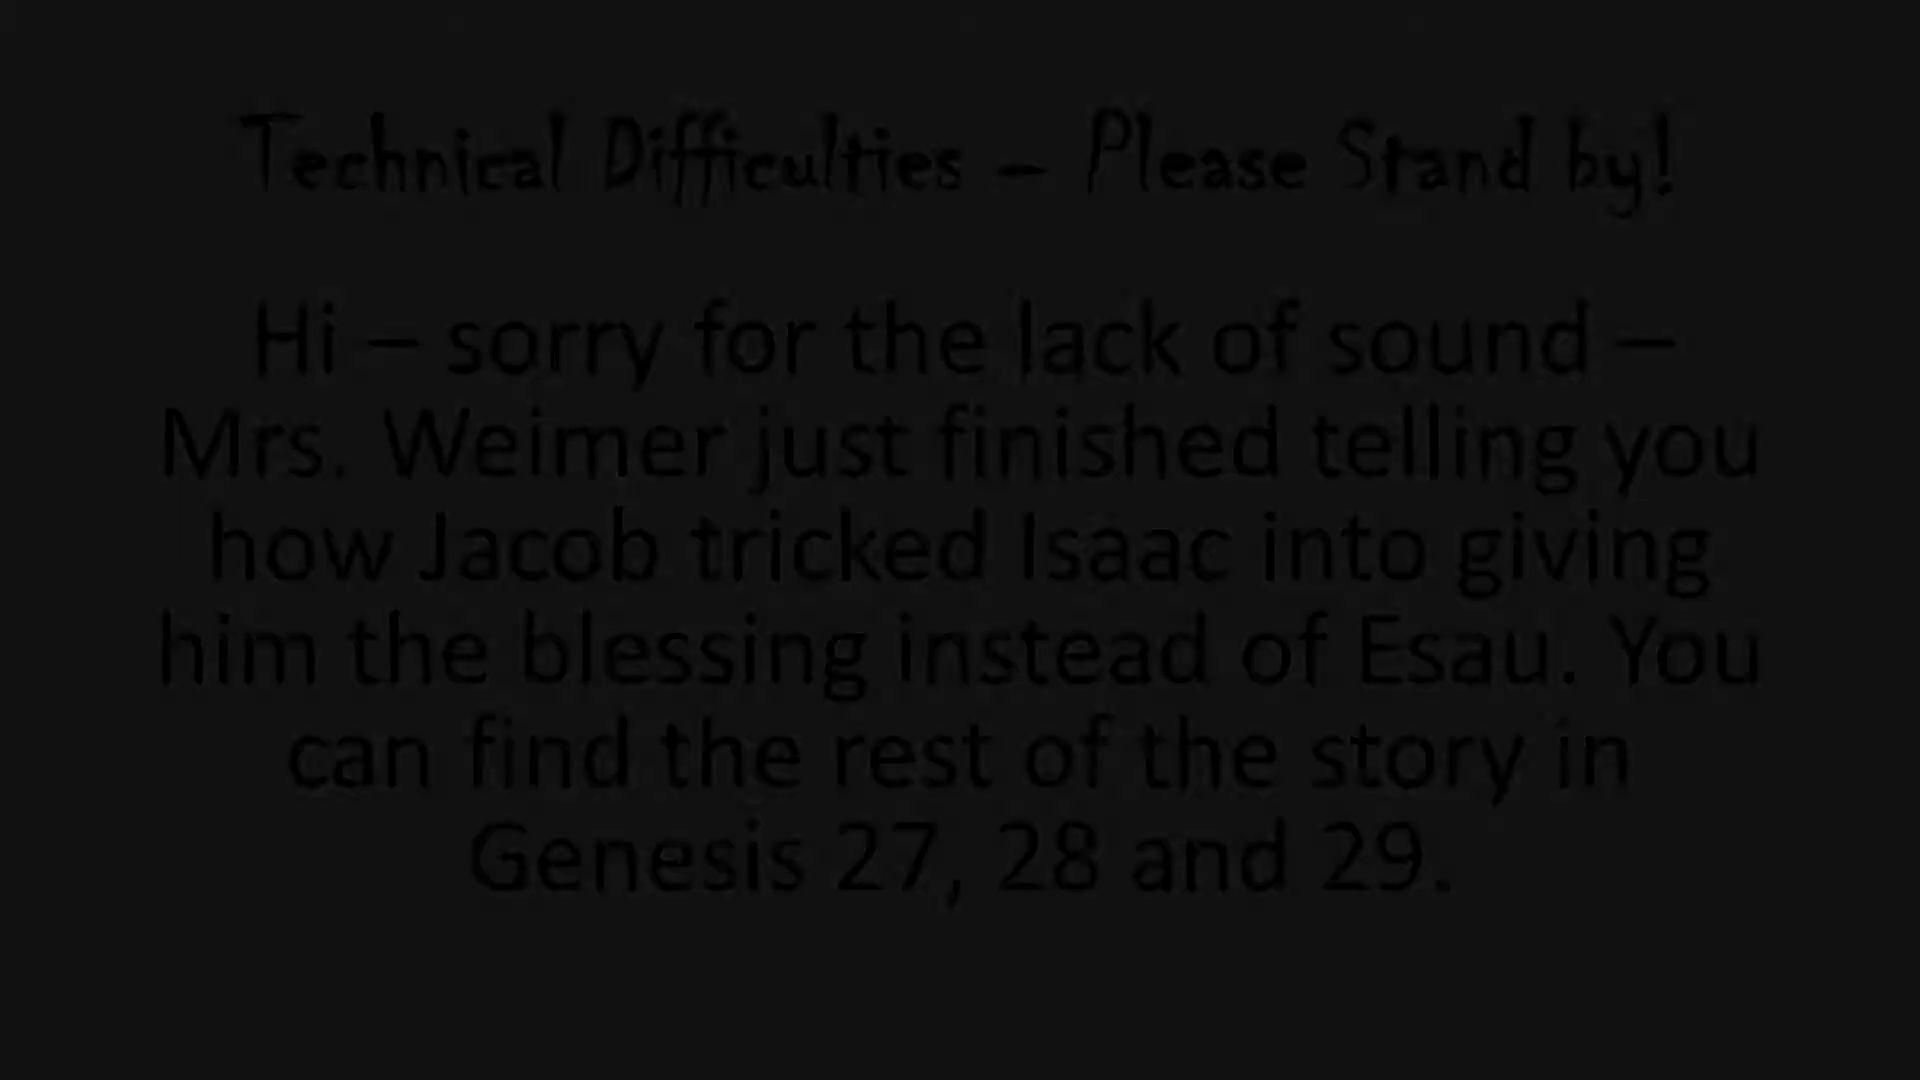 Technical Difficulties – Please Stand by!
Hi – sorry for the lack of sound –
Mrs. Weimer just finished telling you
how Jacob tricked Isaac into giving
him the blessing instead of Esau. You
can find the rest of the story in
Genesis 27, 28 and 29.